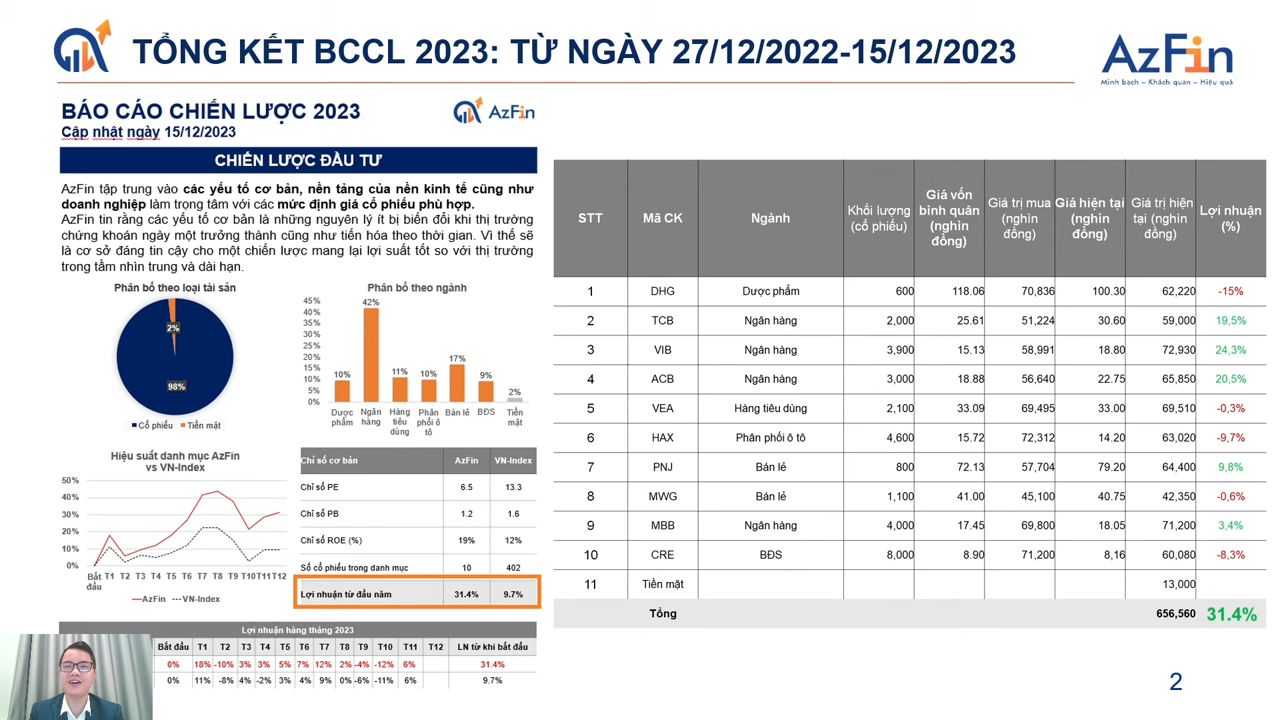 TỔNG KẾT BCCL 2023: TỪ NGÀY 27/12/2022-15/12/2023
AzFin
Minh bạch – Khách quan – Hiệu quả
BÁO CÁO CHIẾN LƯỢC 2023
AzFin
Cập nhật ngày 15/12/2023
CHIẾN LƯỢC ĐẦU TƯ
AzFin tập trung vào các yếu tố cơ bản, nền tảng của nền kinh tế cũng như
doanh nghiệp làm trọng tâm với các mức định giá cổ phiếu phù hợp.
AzFin tin rằng các yếu tố cơ bản là những nguyên lý ít bị biến đổi khi thị trường
chứng khoán ngày một trưởng thành cũng như tiến hóa theo thời gian. Vì thế sẽ
là cơ sở đáng tin cậy cho một chiến lược mang lại lợi suất tốt so với thị trường
trong tầm nhìn trung và dài hạn.
Phân bổ theo loại tài sản
2%
98%
Cổ phiếu Tiền mặt
Phân bổ theo ngành
45%
40%
35%
30%
25%
20%
15%
10%
5%
0%
10% 42% 11% 10% 17% 9% 2%
Dược phẩm Ngân hàng Hàng tiêu dùng Phân phối ô tô Bán lẻ BĐS Tiền mặt
Hiệu suất danh mục AzFin
vs VN-Index
50%
40%
30%
20%
10%
0%
Bắt đầu T1 T2 T3 T4 T5 T6 T7 T8 T9 T10 T11 T12
AzFin VN-Index
Chỉ số cơ bản AzFin VN-Index
Chỉ số PE 6.5 13.3
Chỉ số PB 1.2 1.6
Chỉ số ROE (%) 19% 12%
Số cổ phiếu trong danh mục 10 402
Lợi nhuận từ đầu năm 31.4% 9.7%
Lợi nhuận hàng tháng 2023
Bắt đầu T1 T2 T3 T4 T5 T6 T7 T8 T9 T10 T11 T12 LN từ khi bắt đầu
0% 18% -10% 3% 3% 5% 7% 12% 2% -4% -12% 6% 31.4%
0% 11% -8% 4% -2% 3% 4% 9% 0% -6% -11% 6% 9.7%
STT Mã CK Ngành Khối lượng (cổ phiếu) Giá vốn bình quân (nghìn đồng) Giá trị mua (nghìn đồng) Giá hiện tại (nghìn đồng) Giá trị hiện tại (nghìn đồng) Lợi nhuận (%)
1 DHG Dược phẩm 600 118.06 70,836 100.30 62,220 -15%
2 TCB Ngân hàng 2,000 25.61 51,224 30.60 59,000 19,5%
3 VIB Ngân hàng 3,900 15.13 58,991 18.80 72,930 24,3%
4 ACB Ngân hàng 3,000 18.88 56,640 22.75 65,850 20,5%
5 VEA Hàng tiêu dùng 2,100 33.09 69,495 33.00 69,510 -0,3%
6 HAX Phân phối ô tô 4,600 15.72 72,312 14.20 63,020 -9,7%
7 PNJ Bán lẻ 800 72.13 57,704 79.20 64,400 9,8%
8 MWG Bán lẻ 1,100 41.00 45,100 40.75 42,350 -0,6%
9 MBB Ngân hàng 4,000 17.45 69,800 18.05 71,200 3,4%
10 CRE BĐS 8,000 8.90 71,200 8,16 60,080 -8,3%
11 Tiền mặt 13,000
Tổng 656,560 31.4%
2